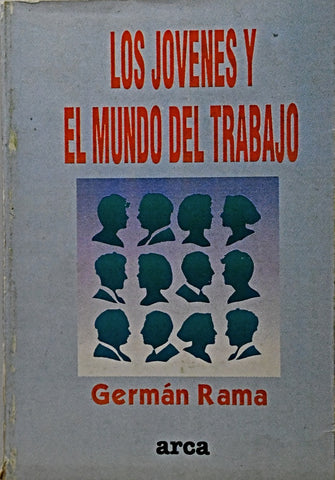 LOS JOVENES Y
EL MUNDO DEL TRABAJO
Germán Rama
arca